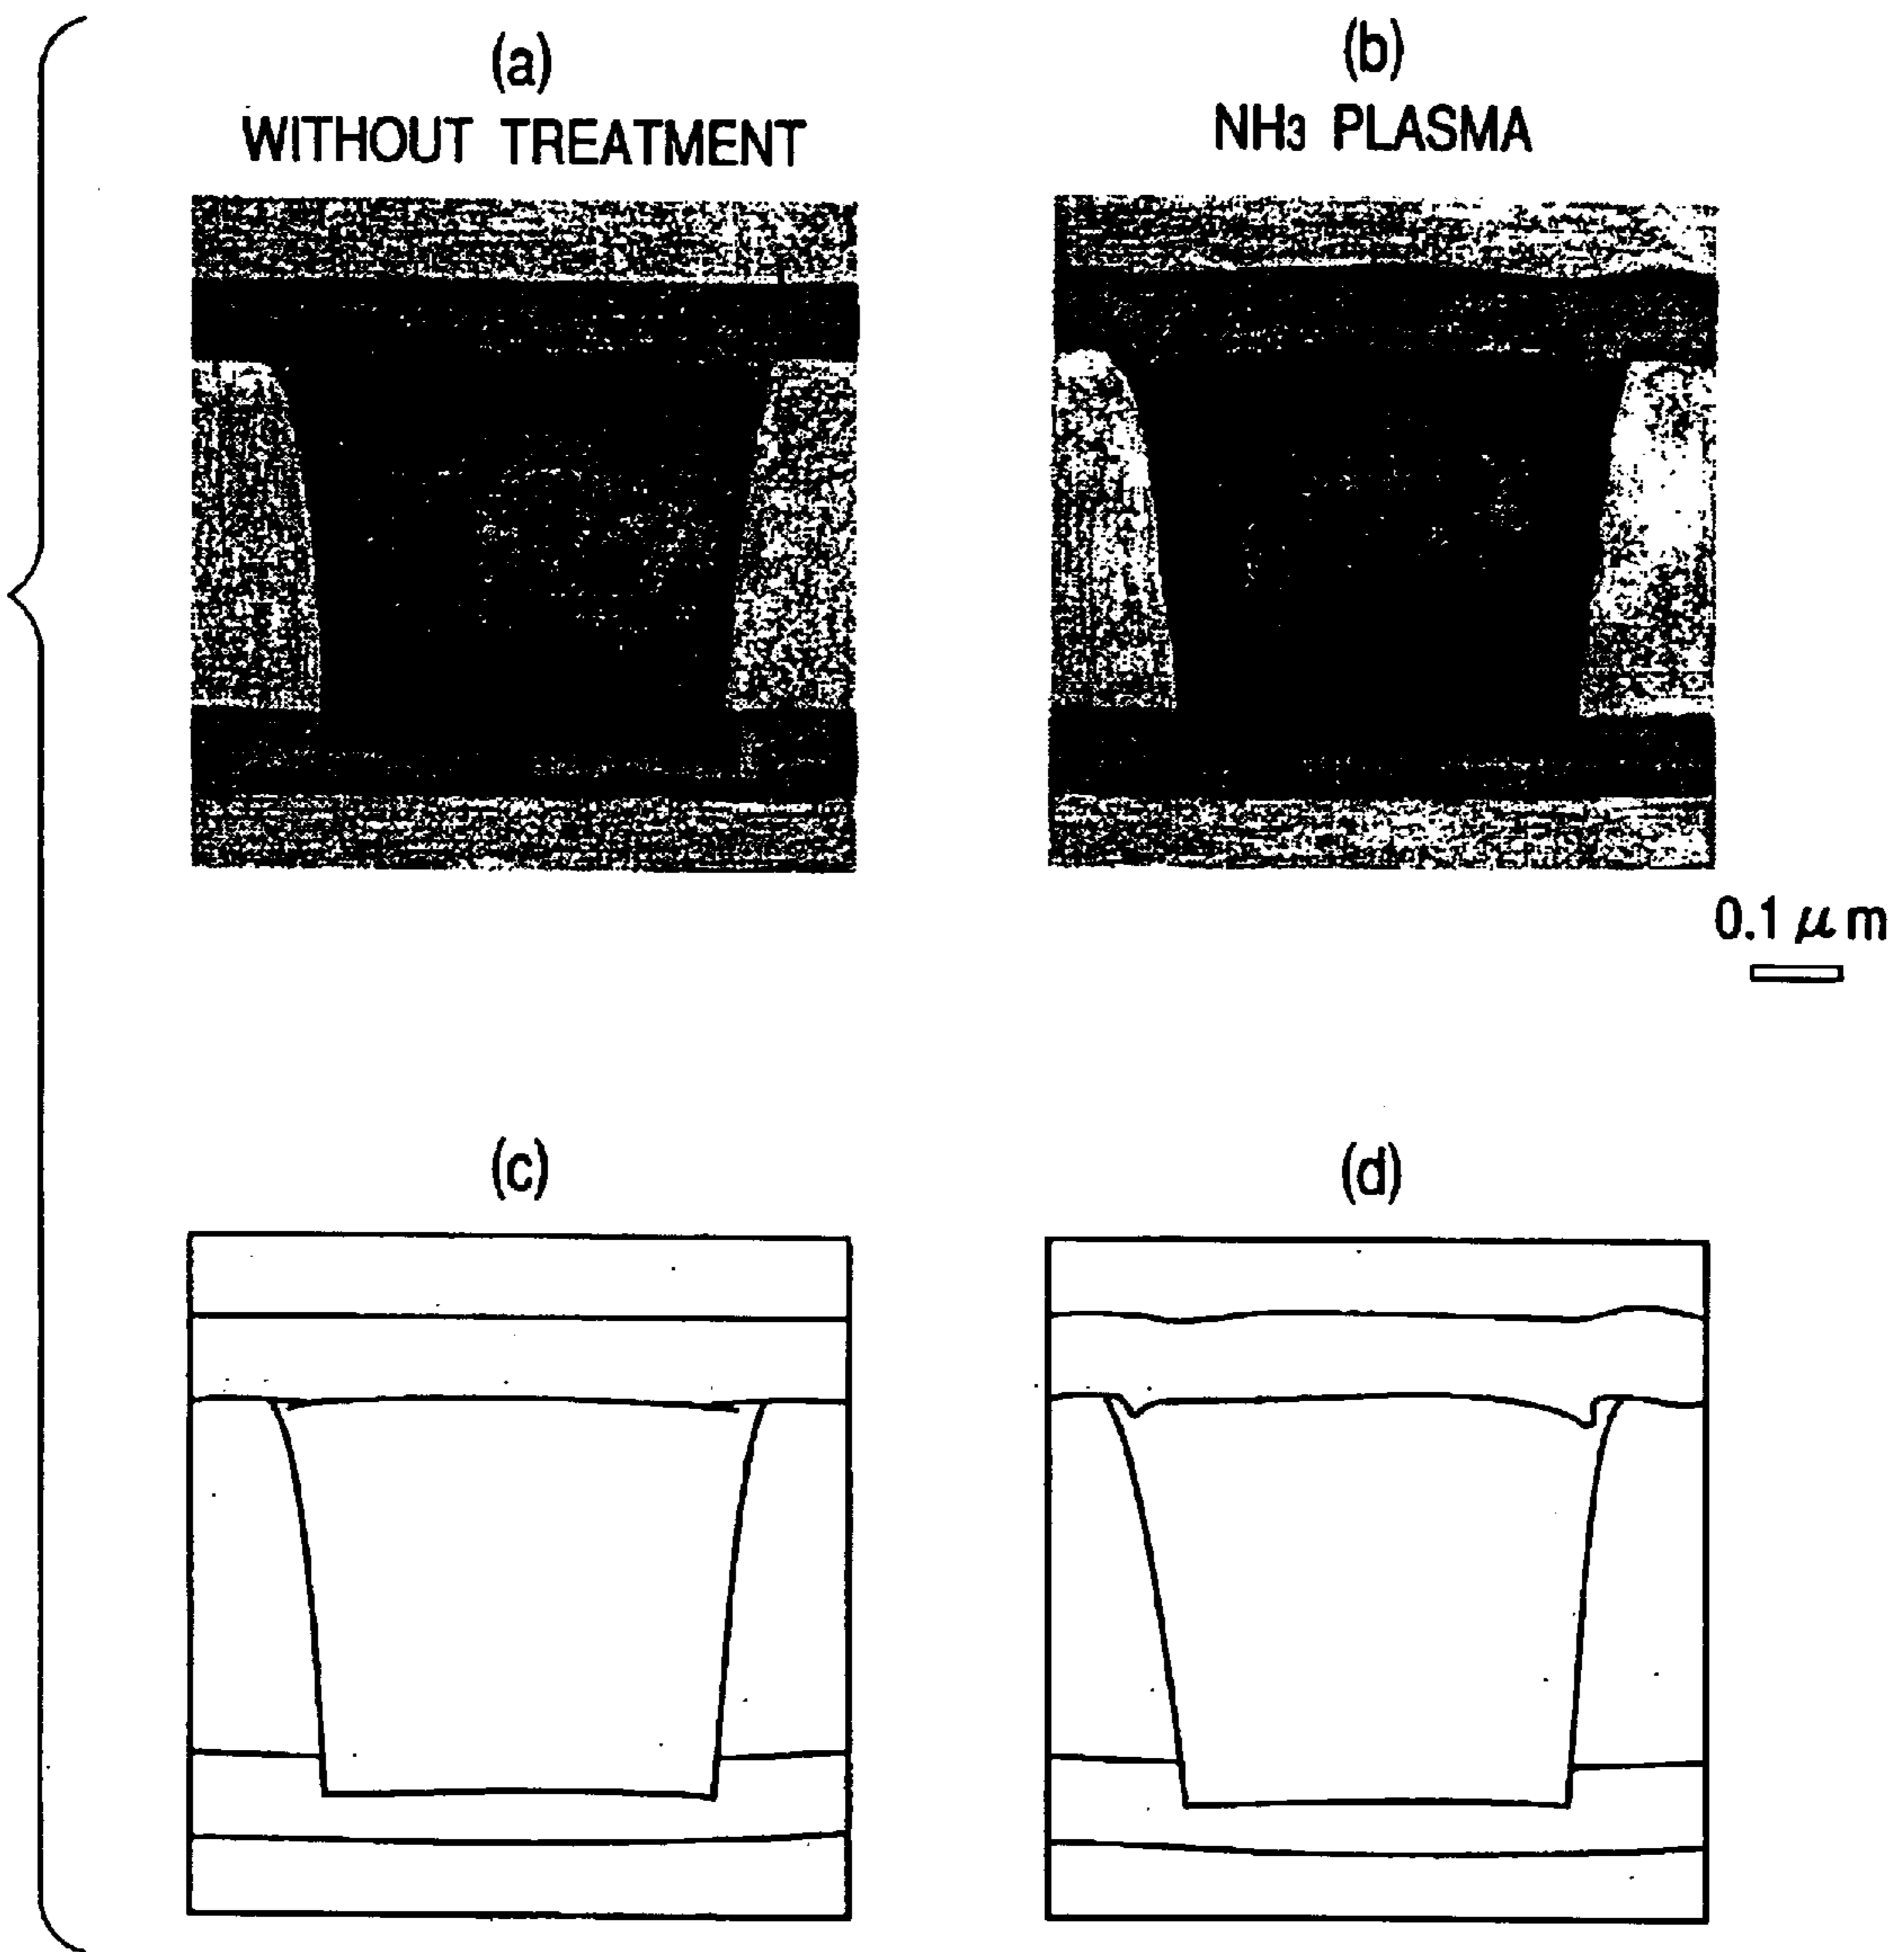 (a)
WITHOUT TREATMENT
(b)
NH3 PLASMA
0.1 μm
(c)
(d)